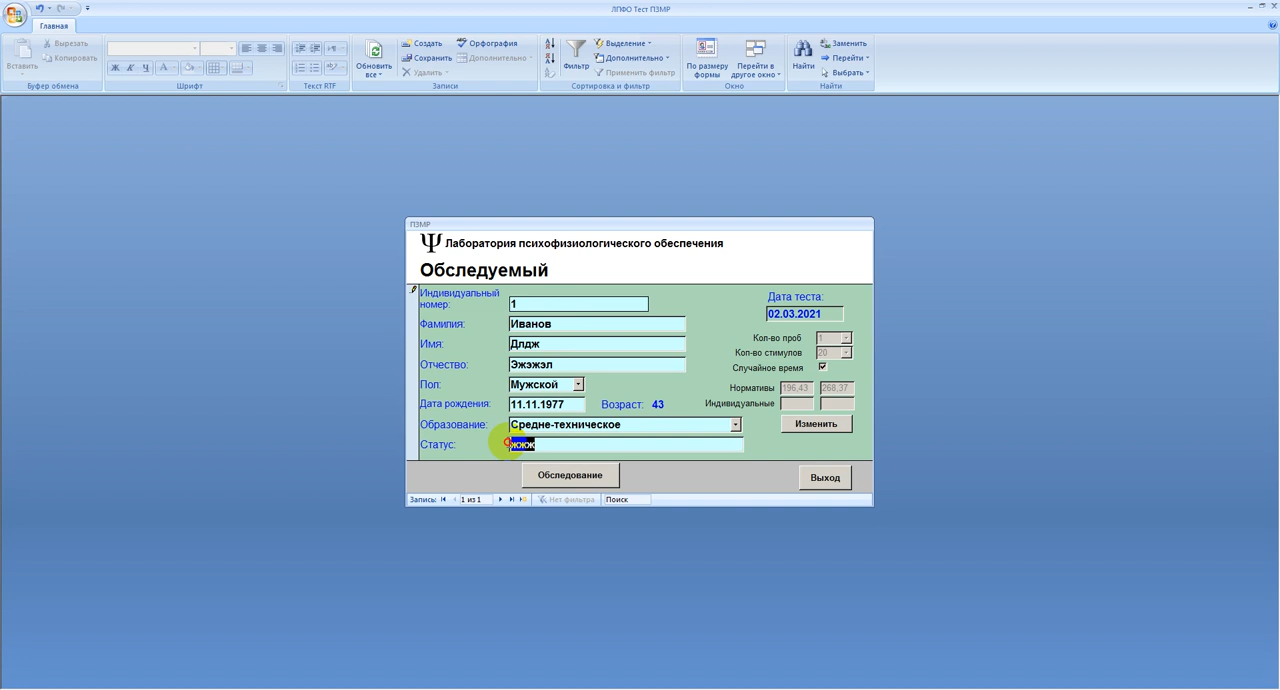 ЛПФО Тест ПЗМР
Главная
Вставить
Вырезать
Копировать
Буфер обмена
Ж К Ч А
Шрифт
Текст RTF
Обновить все
Создать
Сохранить
Удалить
Орфография
Дополнительно
Записи
Фильтр
Выделение
Дополнительно
Применить фильтр
Сортировка и фильтр
По размеру формы
Перейти в другое окно
Окно
Найти
Заменить
Перейти
Выбрать
Найти
ПЗМР
Ψ Лаборатория психофизиологического обеспечения
Обследуемый
Индивидуальный номер: 1
Дата теста:
02.03.2021
Фамилия: Иванов
Имя: Длдж
Отчество: Эжэжэл
Пол: Мужской
Дата рождения: 11.11.1977 Возраст: 43
Образование: Средне-техническое
Статус: жжж
Кол-во проб 1
Кол-во стимулов 20
Случайное время
Нормативы 196,43 268,37
Индивидуальные
Изменить
Обследование
Выход
Запись: 1 из 1 Нет фильтра Поиск